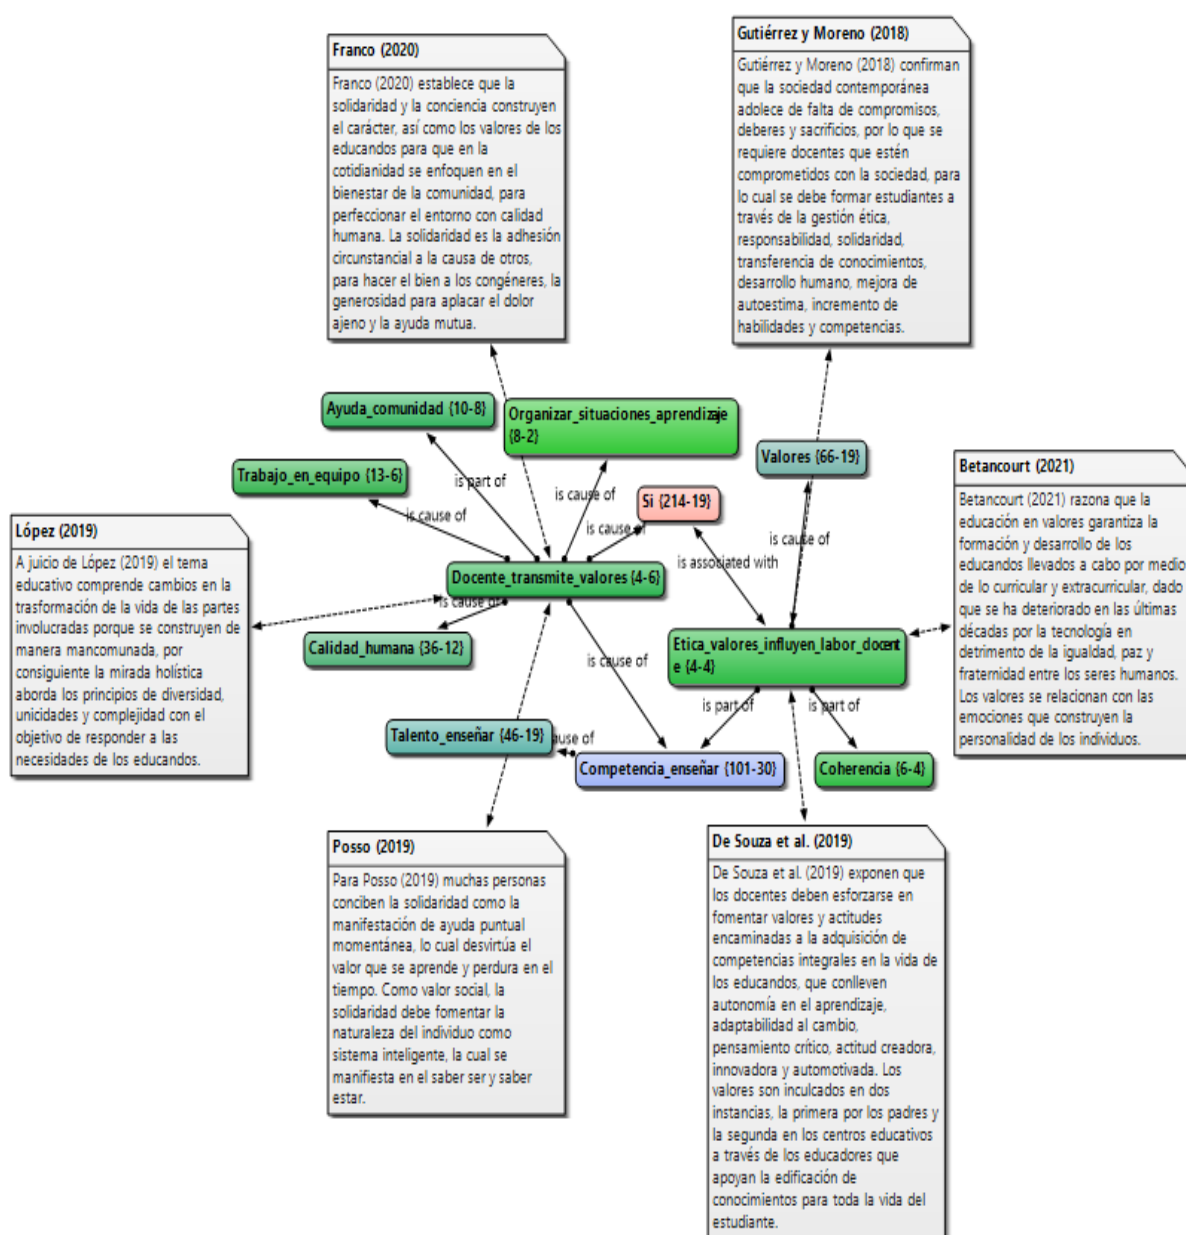 Franco (2020)
Franco (2020) establece que la
solidaridad y la conciencia construyen
el carácter, así como los valores de los
educandos para que en la
cotidianidad se enfoquen en el
bienestar de la comunidad, para
perfeccionar el entorno con calidad
humana. La solidaridad es la adhesión
circunstancial a la causa de otros,
para hacer el bien a los congéneres, la
generosidad para aplacar el dolor
ajeno y la ayuda mutua.
Gutiérrez y Moreno (2018)
Gutiérrez y Moreno (2018) confirman
que la sociedad contemporánea
adolece de falta de compromisos,
deberes y sacrificios, por lo que se
requiere docentes que estén
comprometidos con la sociedad, para
lo cual se debe formar estudiantes a
través de la gestión ética,
responsabilidad, solidaridad,
transferencia de conocimientos,
desarrollo humano, mejora de
autoestima, incremento de
habilidades y competencias.
Ayuda_comunidad {10-8}
Organizar_situaciones_aprendizaje
{8-2}
Valores {66-19}
Trabajo_en_equipo {13-6}
is part of
is cause of
Si {214-19}
is cause of
is cause of
is cause of
is associated with
Betancourt (2021)
Betancourt (2021) razona que la
educación en valores garantiza la
formación y desarrollo de los
educandos llevados a cabo por medio
de lo curricular y extracurricular, dado
que se ha deteriorado en las últimas
décadas por la tecnología en
detrimento de la igualdad, paz y
fraternidad entre los seres humanos.
Los valores se relacionan con las
emociones que construyen la
personalidad de los individuos.
López (2019)
A juicio de López (2019) el tema
educativo comprende cambios en la
trasformación de la vida de las partes
involucradas porque se construyen de
manera mancomunada, por
consiguiente la mirada holística
aborda los principios de diversidad,
unicidades y complejidad con el
objetivo de responder a las
necesidades de los educandos.
Docente_transmite_valores {4-6}
is cause of
Calidad_humana {36-12}
is cause of
Etica_valores_influyen_labor_docent
e {4-4}
is part of
is part of
Talento_enseñar {46-19}
ause of
Competencia_enseñar {101-30}
Coherencia {6-4}
Posso (2019)
Para Posso (2019) muchas personas
conciben la solidaridad como la
manifestación de ayuda puntual
momentánea, lo cual desvirtúa el
valor que se aprende y perdura en el
tiempo. Como valor social, la
solidaridad debe fomentar la
naturaleza del individuo como
sistema inteligente, la cual se
manifiesta en el saber ser y saber
estar.
De Souza et al. (2019)
De Souza et al. (2019) exponen que
los docentes deben esforzarse en
fomentar valores y actitudes
encaminadas a la adquisición de
competencias integrales en la vida de
los educandos, que conlleven
autonomía en el aprendizaje,
adaptabilidad al cambio,
pensamiento crítico, actitud creadora,
innovadora y automotivada. Los
valores son inculcados en dos
instancias, la primera por los padres y
la segunda en los centros educativos
a través de los educadores que
apoyan la edificación de
conocimientos para toda la vida del
estudiante.